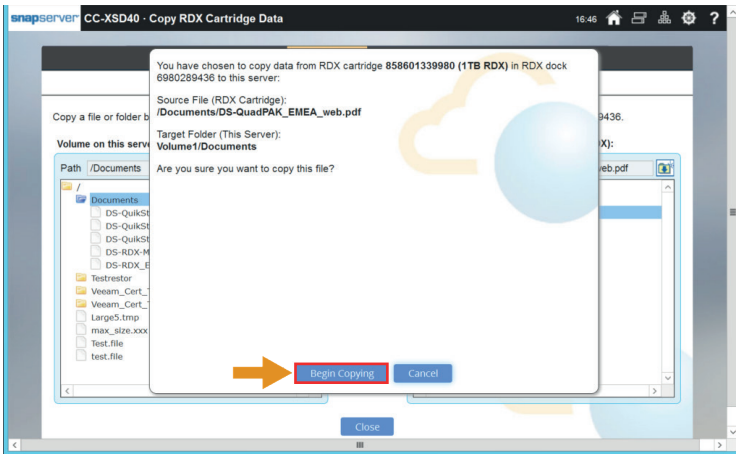 snapserver CC-XSD40 · Copy RDX Cartridge Data
16:46
?
You have chosen to copy data from RDX cartridge 858601339980 (1TB RDX) in RDX dock
6980289436 to this server:
Source File (RDX Cartridge):
/Documents/DS-QuadPAK_EMEA_web.pdf
Target Folder (This Server):
Volume1/Documents
Are you sure you want to copy this file?
Begin Copying
Cancel
Copy a file or folder b
9436.
Volume on this serve
X):
Path /Documents
eb.pdf
/
Documents
DS-QuikSt
DS-QuikSt
DS-QuikSt
DS-RDX-M
DS-RDX_E
Testrestor
Veeam_Cert_
Veeam_Cert_
Large5.tmp
max_size.xxx
Test.file
test.file
Close